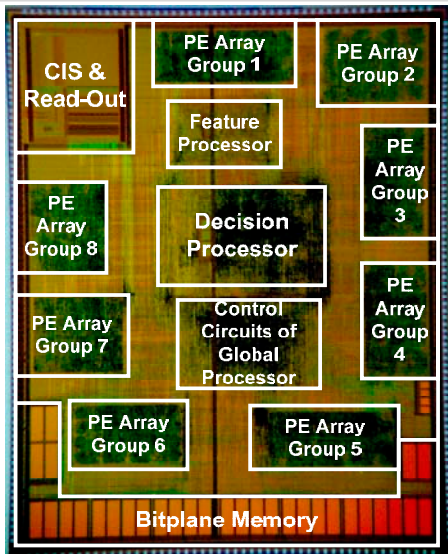 CIS &
Read-Out
PE Array
Group 1
PE Array
Group 2
Feature
Processor
PE
Array
Group
3
PE
Array
Group 8
Decision
Processor
PE
Array
Group
4
PE Array
Group 7
Control
Circuits of
Global
Processor
PE Array
Group 6
PE Array
Group 5
Bitplane Memory